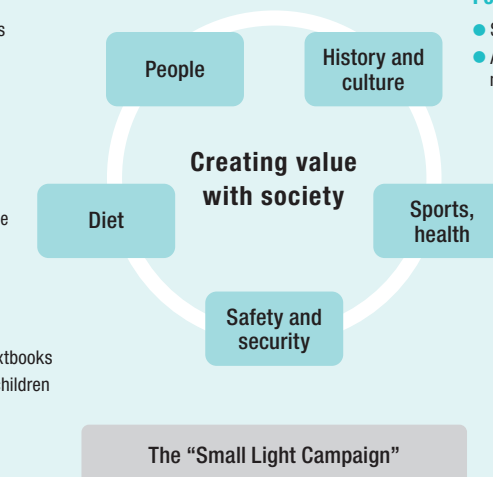 People
History and
culture
Creating value
with society
Diet
Sports,
health
Safety and
security
xtbooks
hildren
The “Small Light Campaign”